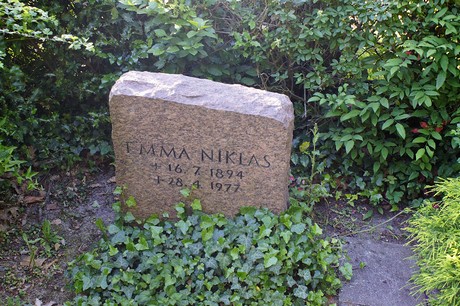 EMMA NIKLAS
* 16.7.1894
† 28.4.1977